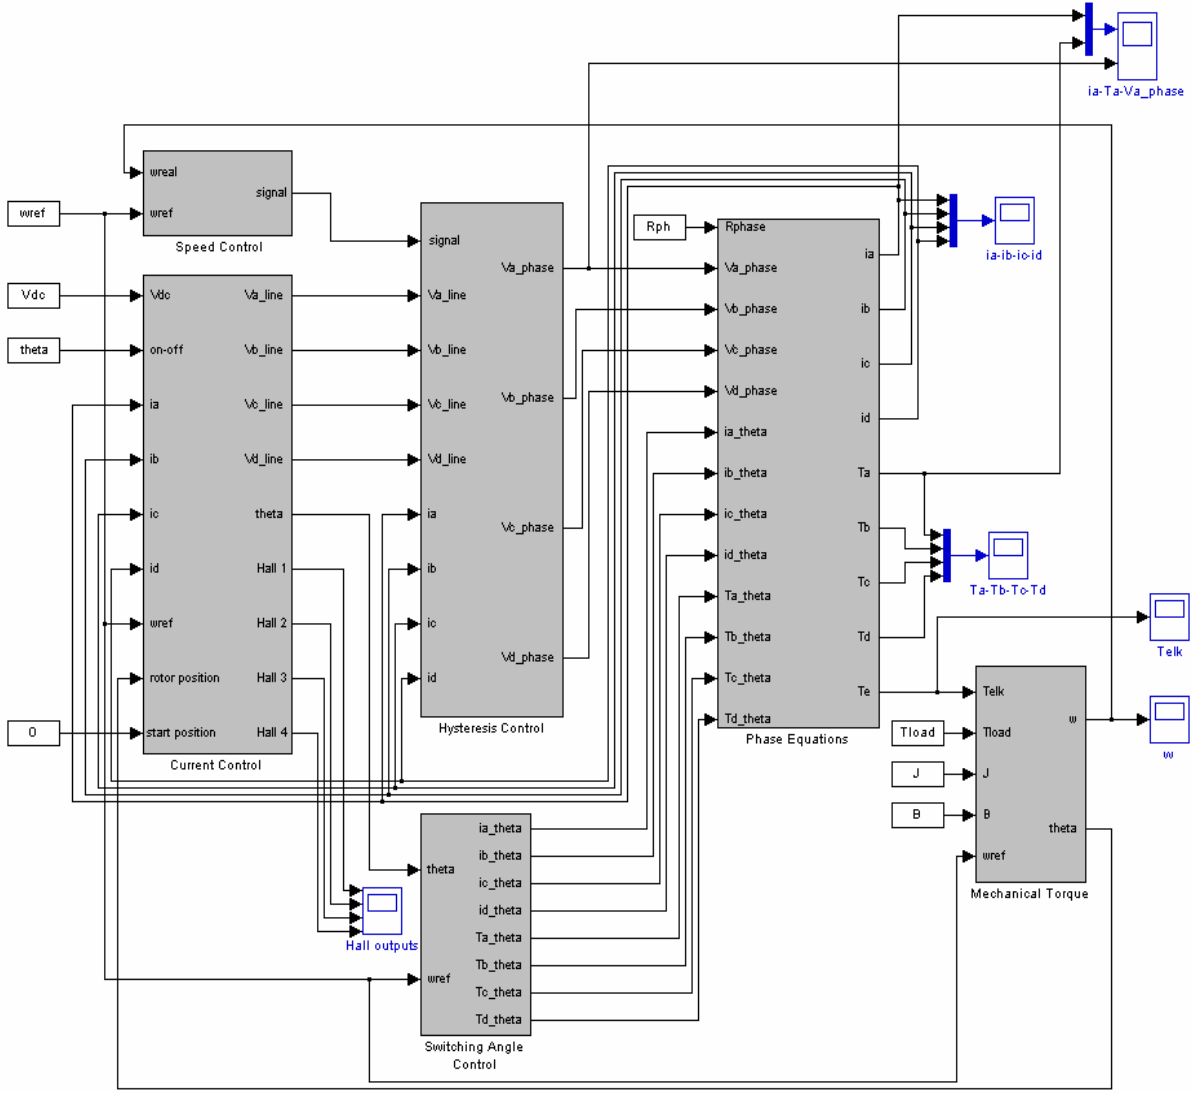 ia-Ta-Va_phase
wreal
signal
wref
wref
Speed Control
signal
Va_phase
Va_line
Vb_line
Vb_phase
Vc_line
Vd_line
ia
Vc_phase
ib
ic
Vd_phase
id
Hysteresis Control
Vdc
theta
0
Vdc
Va_line
on-off
Vb_line
ia
Vc_line
ib
Vd_line
ic
theta
id
Hall 1
wref
Hall 2
rotor position
Hall 3
start position
Hall 4
Current Control
Rph
Rphase
ia
Va_phase
Vb_phase
ib
Vc_phase
ic
Vd_phase
id
ia_theta
Ta
ib_theta
ic_theta
Tb
id_theta
Tc
Ta_theta
Tb_theta
Td
Tc_theta
Te
Td_theta
Phase Equations
ia-ib-ic-id
Ta-Tb-Tc-Td
Telk
w
Tload
J
B
Telk
w
Tload
J
B
theta
wref
Mechanical Torque
Hall outputs
ia_theta
ib_theta
theta
ic_theta
id_theta
Ta_theta
Tb_theta
wref
Tc_theta
Td_theta
Switching Angle
Control